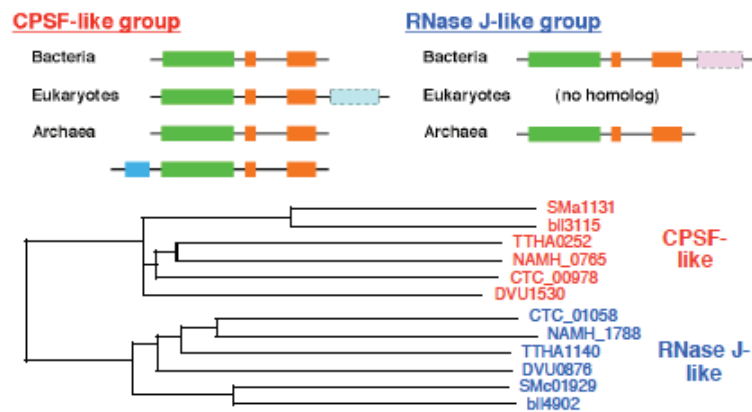 CPSF-like group
Bacteria
Eukaryotes
Archaea
RNase J-like group
Bacteria
Eukaryotes (no homolog)
Archaea
SMa1131
bll3115
TTHA0252
NAMH_0765
CTC_00978
DVU1530
CPSF-
like
CTC_01058
NAMH_1788
TTHA1140
DVU0876
SMc01929
bll4902
RNase J-
like